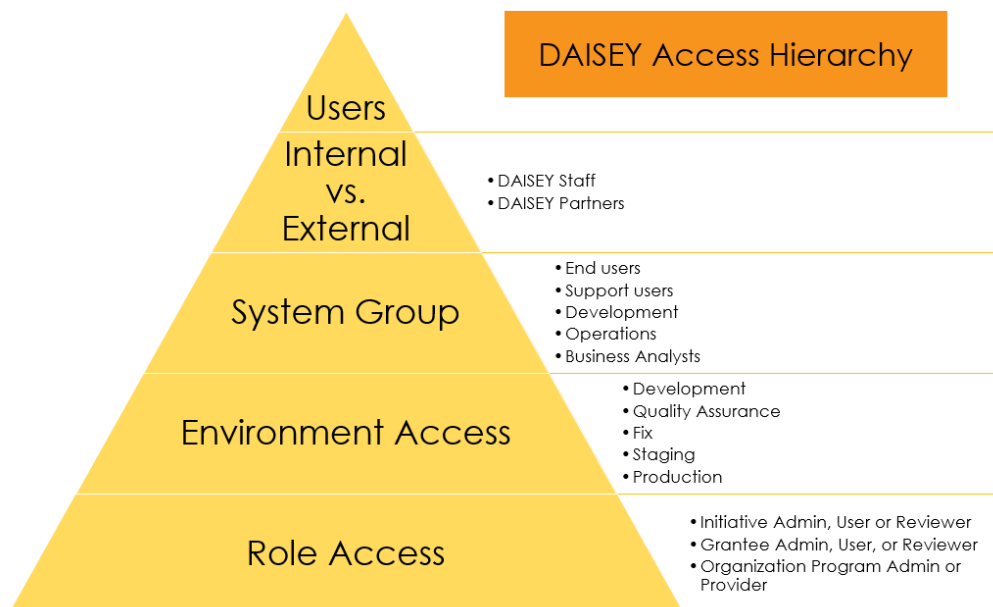 DAISEY Access Hierarchy
Users
Internal
vs.
External
• DAISEY Staff
• DAISEY Partners
System Group
• End users
• Support users
• Development
• Operations
• Business Analysts
Environment Access
• Development
• Quality Assurance
• Fix
• Staging
• Production
Role Access
• Initiative Admin, User or Reviewer
• Grantee Admin, User, or Reviewer
• Organization Program Admin or
Provider